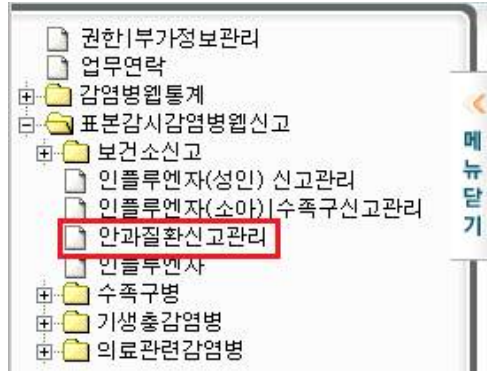 권한|부가정보관리
업무연락
감염병웹통계
표본감시감염병웹신고
보건소신고
인플루엔자(성인) 신고관리
인플루엔자(소아)|수족구신고관리
안과질환신고관리
인플루엔자
수족구병
기생충감염병
의료관련감염병
메뉴닫기